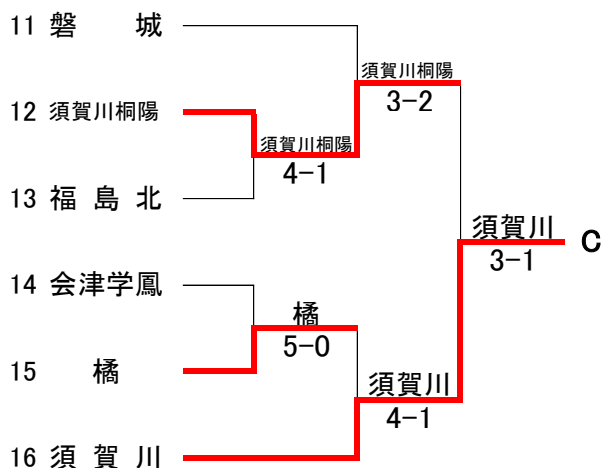 11 磐城
須賀川桐陽
3-2
12 須賀川桐陽
須賀川桐陽
4-1
13 福島北
須賀川
3-1
C
14 会津学鳳
橘
5-0
15 橘
須賀川
4-1
16 須賀川